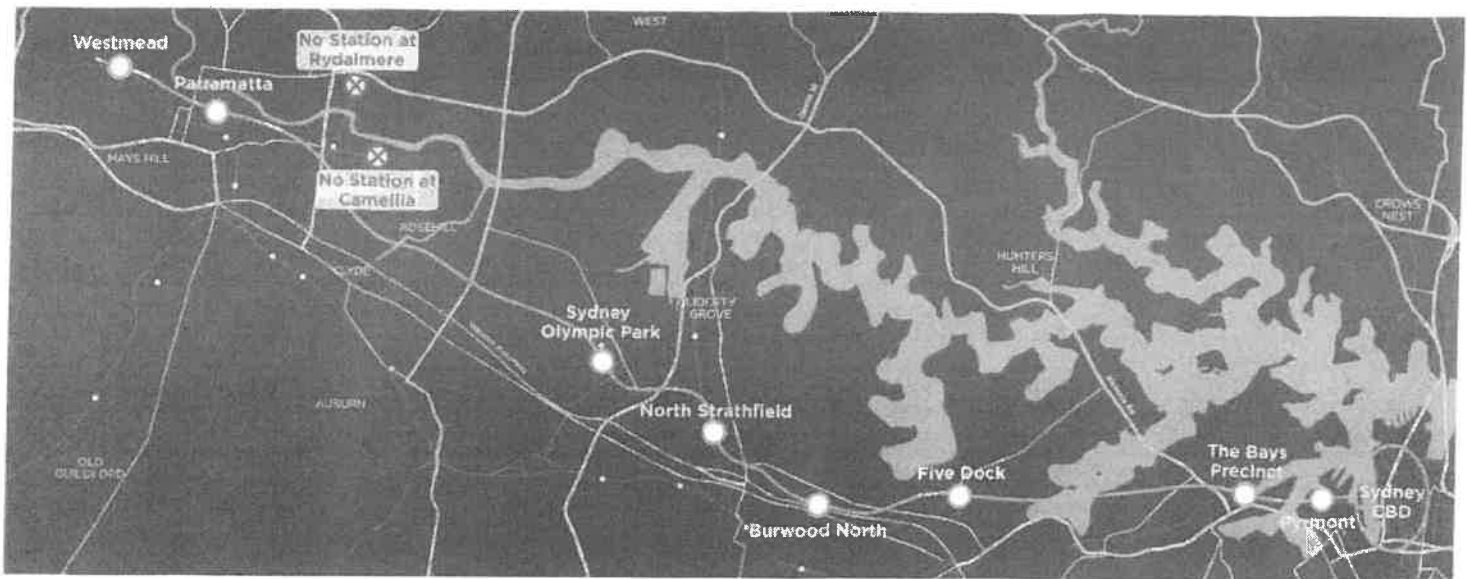 WEST
Westmead
No Station at
Rydalmere
Parramatta
MAYS HILL
No Station at
Camellia
ROSEHILL
CROWS
NEST
HUNTERS
HILL
CLYDE
Sydney
Olympic Park
GROVE
North Strathfield
AUBURN
OLD
GUILDFORD
The Bays
Precinct
Five Dock
Sydney
CBD
Pyrmont
*Burwood North